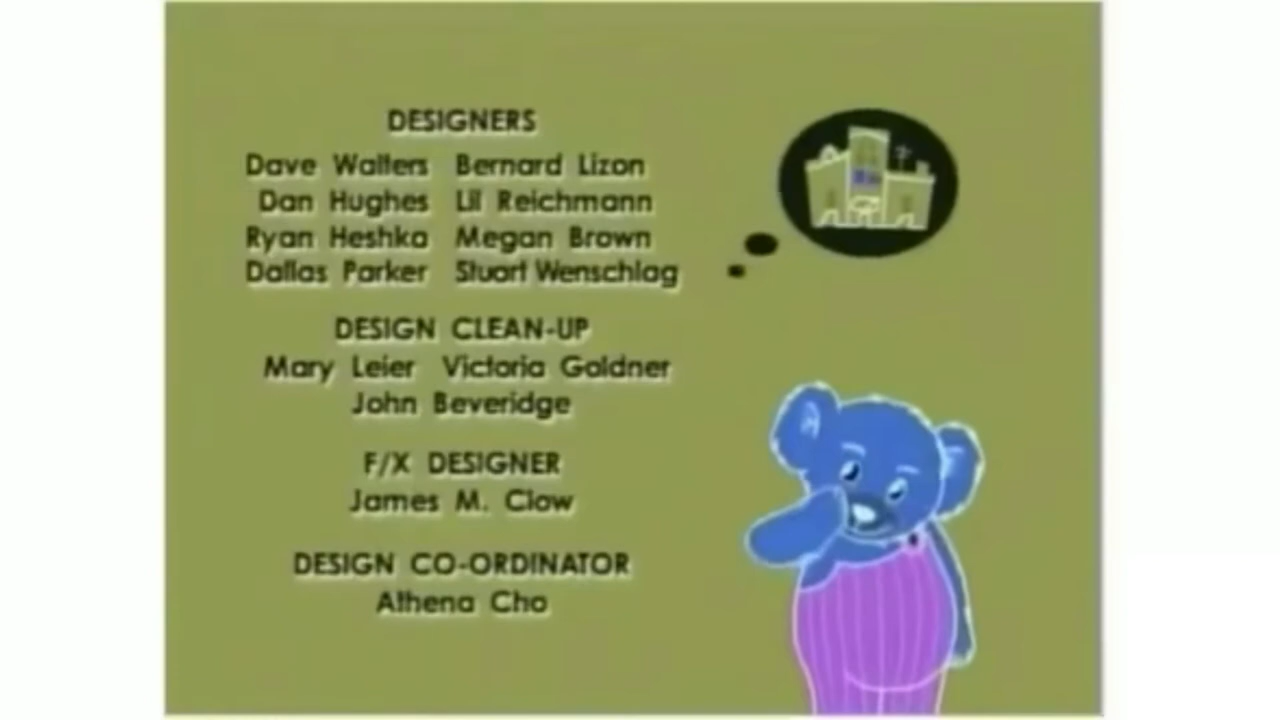 DESIGNERS
Dave Walters Bernard Lizon
Dan Hughes Lil Reichmann
Ryan Heshka Megan Brown
Dallas Parker Stuart Wenschlag
DESIGN CLEAN-UP
Mary Leier Victoria Goldner
John Beveridge
F/X DESIGNER
James M. Clow
DESIGN CO-ORDINATOR
Athena Cho